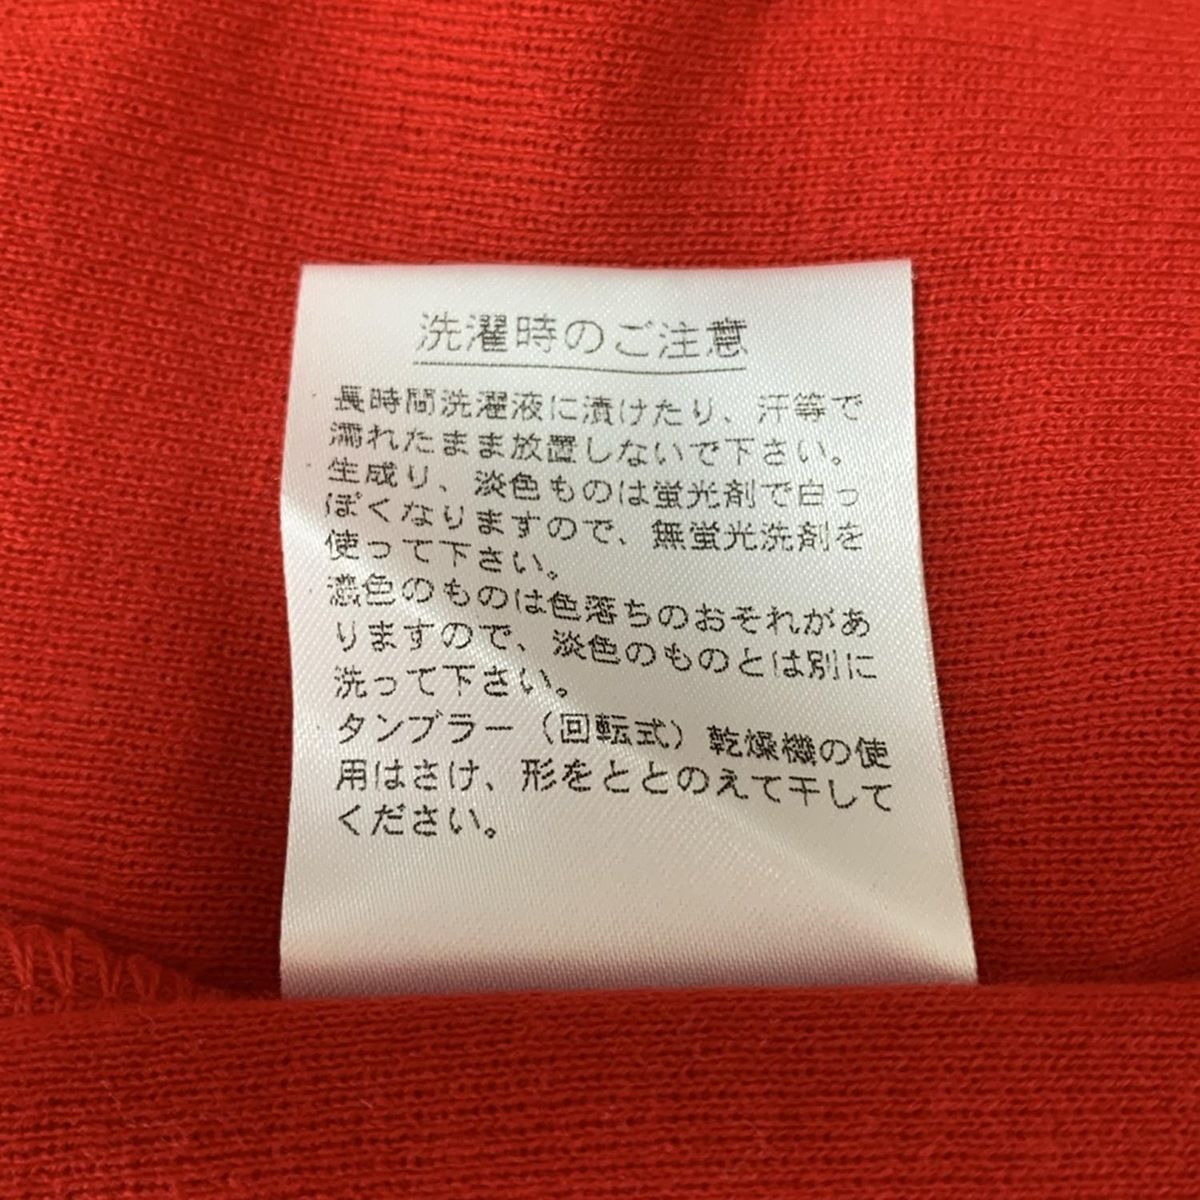 洗濯時のご注意
長時間洗濯液に漬けたり、汗等で
濡れたまま放置しないで下さい。
生成り、淡色ものは蛍光剤で白っ
ぽくなりますので、無蛍光洗剤を
使って下さい。
濃色のものは色落ちのおそれがあ
りますので、淡色のものとは別に
洗って下さい。
タンブラー（回転式）乾燥機の使
用はさけ、形をととのえて干して
ください。